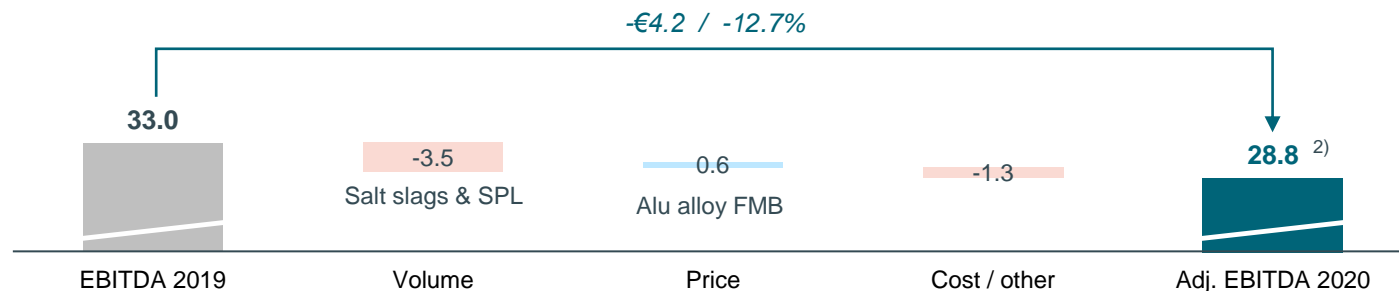 -€4.2 / -12.7%
33.0
-3.5
Salt slags & SPL
0.6
Alu alloy FMB
-1.3
28.8 2)
EBITDA 2019
Volume
Price
Cost / other
Adj. EBITDA 2020